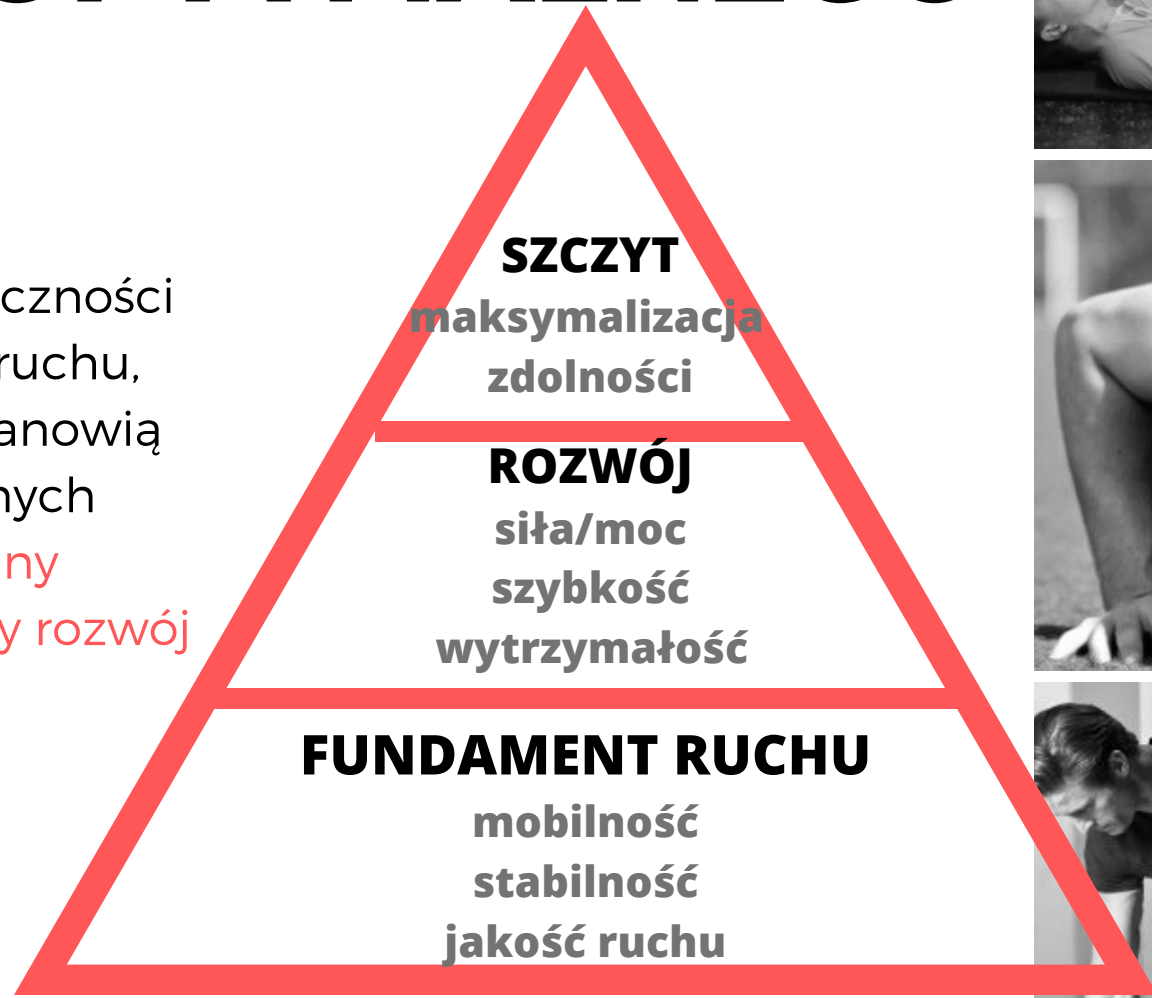 czności
ruchu,
anowią
nych
ny
y rozwój
SZCZYT
maksymalizacja
zdolności
ROZWÓJ
siła/moc
szybkość
wytrzymałość
FUNDAMENT RUCHU
mobilność
stabilność
jakość ruchu